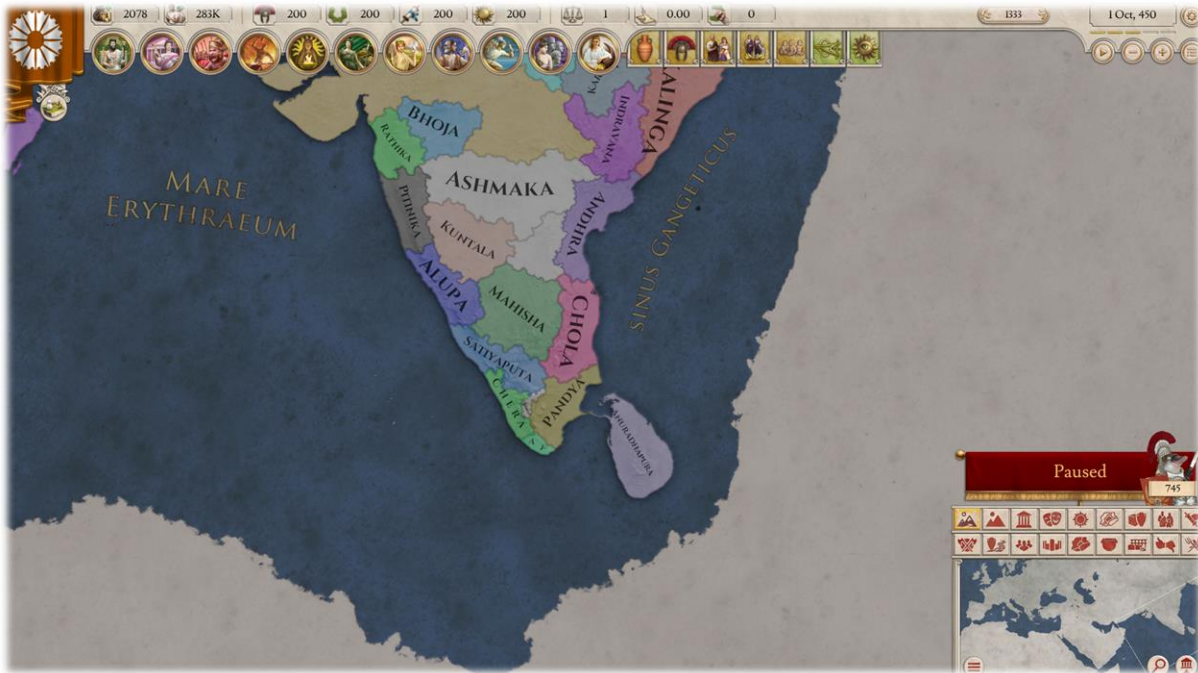 2078
283K
200
200
200
200
1
0.00
0
1333
1 Oct, 450
KALINGA
INDRAVANA
BHOJA
RATHIKA
ASHMAKA
MARE
ERYTHRAEUM
PITINIKA
ANDHRA
SINUS GANGETICUS
KUNTALA
ALUPA
MAHISHA
CHOLA
SATIYAPUTA
CHERA
PANDYA
ANURADHAPURA
Paused
745